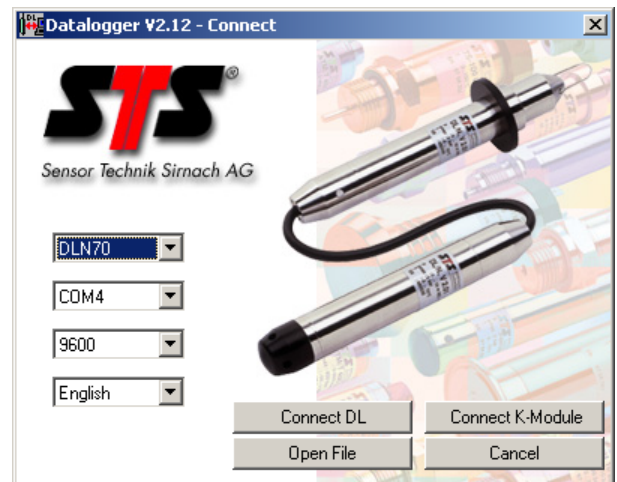 Datalogger V2.12 - Connect
STS®
Sensor Technik Sirnach AG
DLN70
COM4
9600
English
Connect DL
Connect K-Module
Open File
Cancel